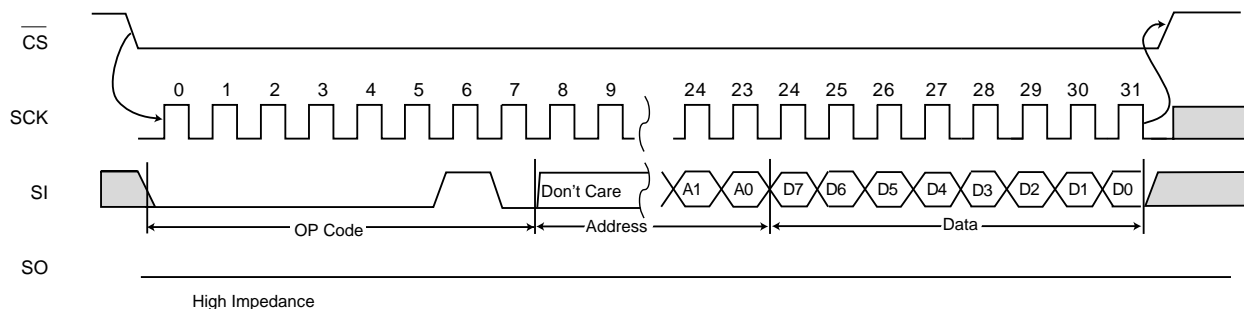 CS
0 1 2 3 4 5 6 7 8 9 24 23 24 25 26 27 28 29 30 31
SCK
SI
Don't Care A1 A0 D7 D6 D5 D4 D3 D2 D1 D0
OP Code Address Data
SO
High Impedance